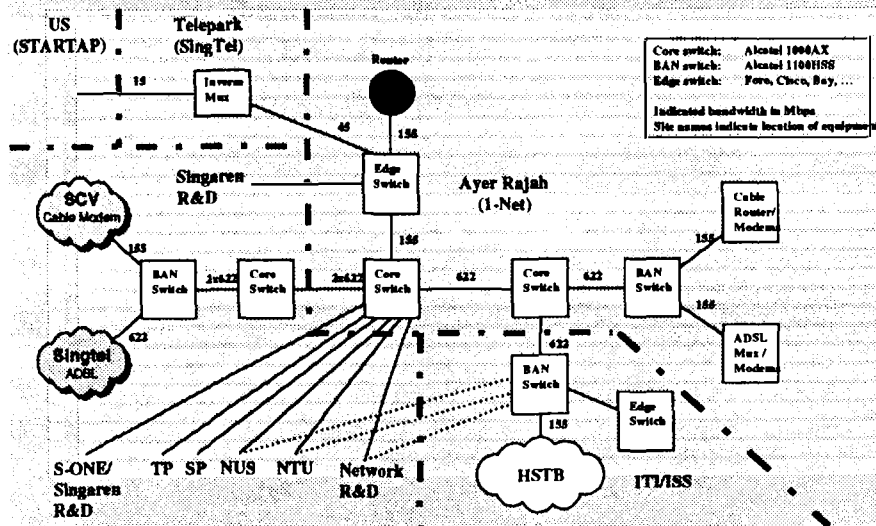 US
(STARTAP)
Telepark
(SingTel)
Router
Core switch: Alcatel 1000AX
BAN switch: Alcatel 1100HSS
Edge switch: Fore, Cisco, Bay, ...
Indicated bandwidth in Mbps
Site names indicate location of equipment
15
Inverse
Mux
45
155
Edge
Switch
Singaren
R&D
Ayer Rajah
(1-Net)
SCV
Cable Modem
Cable
Router/
Modems
155
155
155
BAN
Switch
2x622
Core
Switch
2x622
Core
Switch
622
Core
Switch
622
BAN
Switch
622
155
Singtel
ADSL
622
ADSL
Mux /
Modems
BAN
Switch
Edge
Switch
155
S-ONE/
Singaren
R&D
TP
SP
NUS
NTU
Network
R&D
HSTB
ITI/ISS